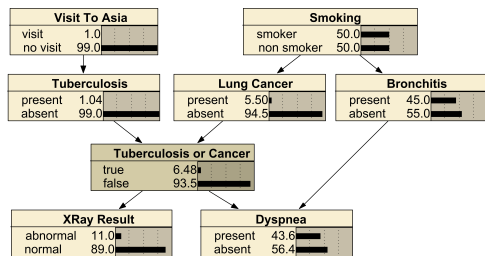 Visit To Asia
visit 1.0
no visit 99.0
Smoking
smoker 50.0
non smoker 50.0
Tuberculosis
present 1.04
absent 99.0
Lung Cancer
present 5.50
absent 94.5
Bronchitis
present 45.0
absent 55.0
Tuberculosis or Cancer
true 6.48
false 93.5
XRay Result
abnormal 11.0
normal 89.0
Dyspnea
present 43.6
absent 56.4